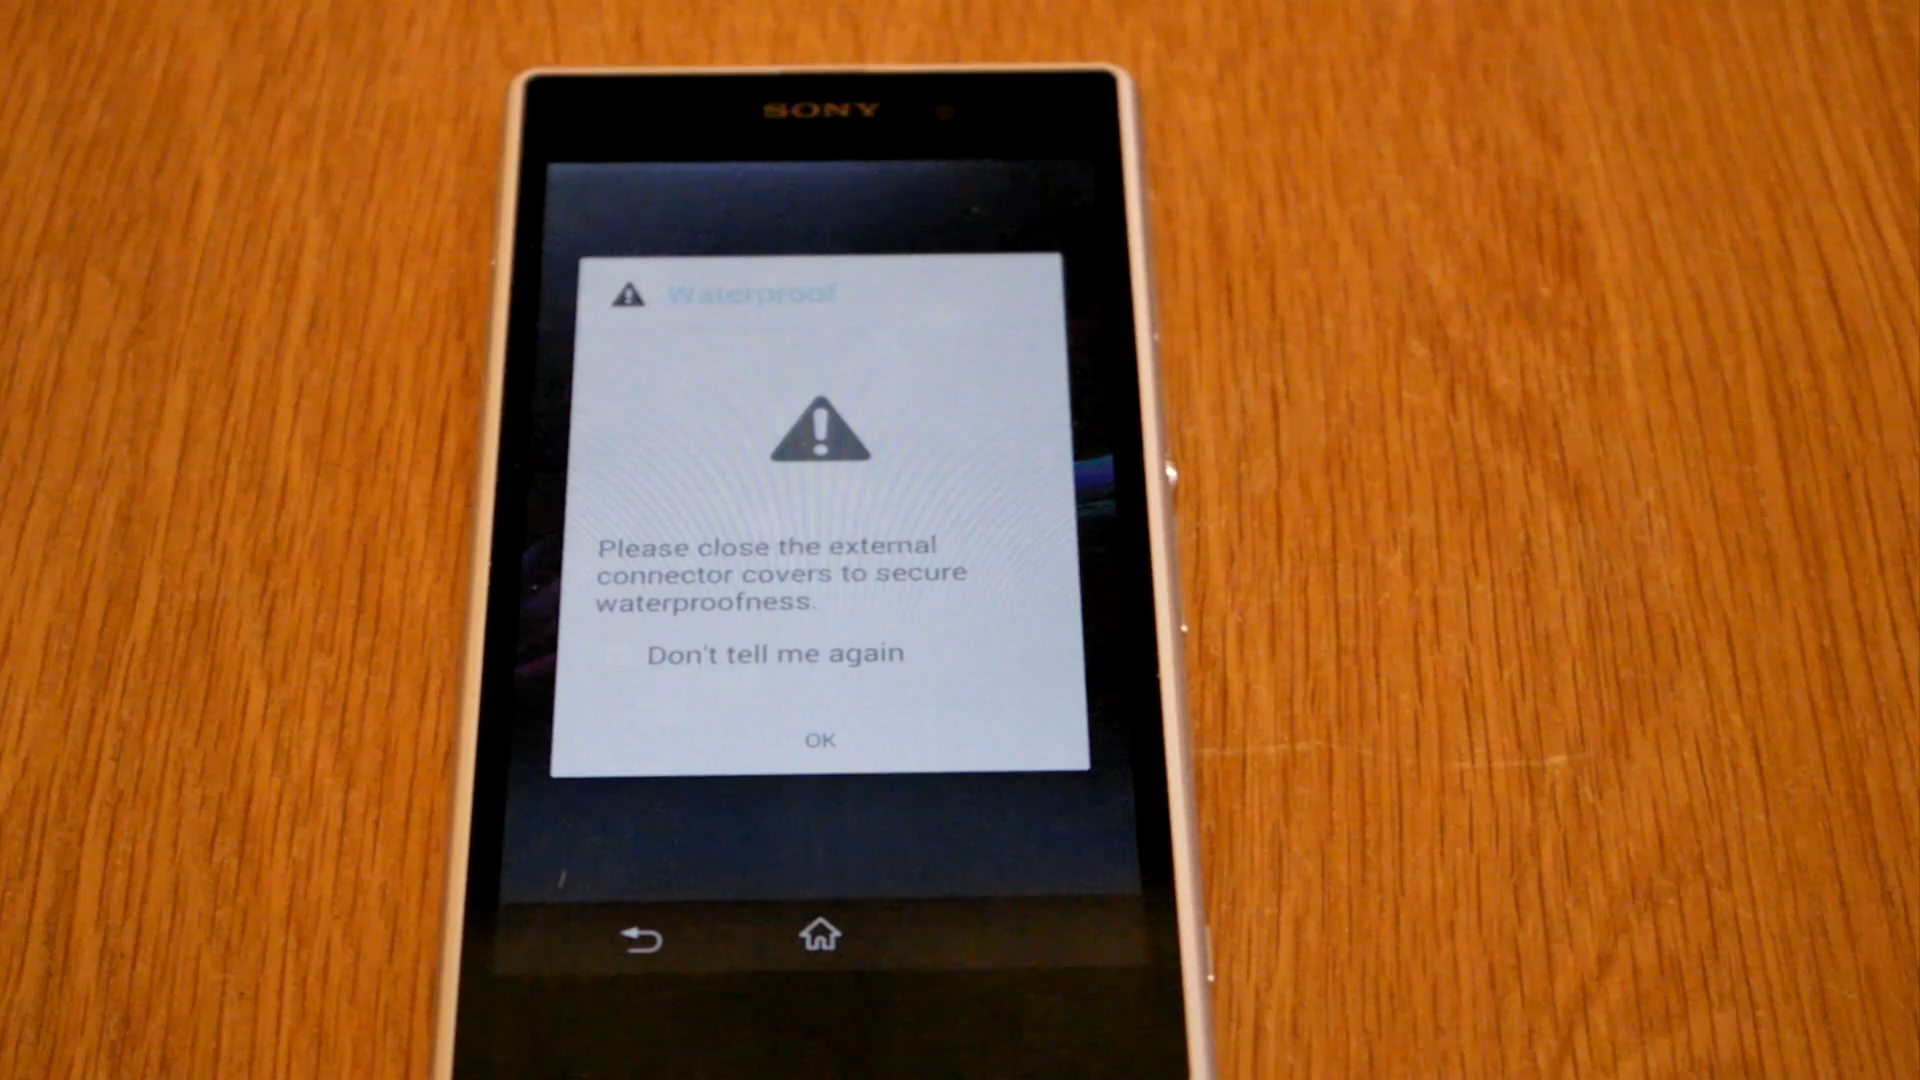 SONY
Waterproof
Please close the external
connector covers to secure
waterproofness.
Don't tell me again
OK